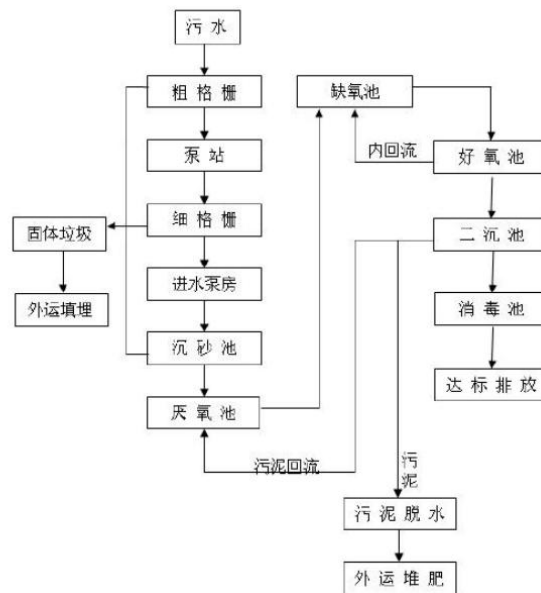 污水
粗格栅
泵站
细格栅
固体垃圾
外运填埋
进水泵房
沉砂池
厌氧池
缺氧池
内回流
好氧池
二沉池
消毒池
达标排放
污泥回流
污泥
污泥脱水
外运堆肥